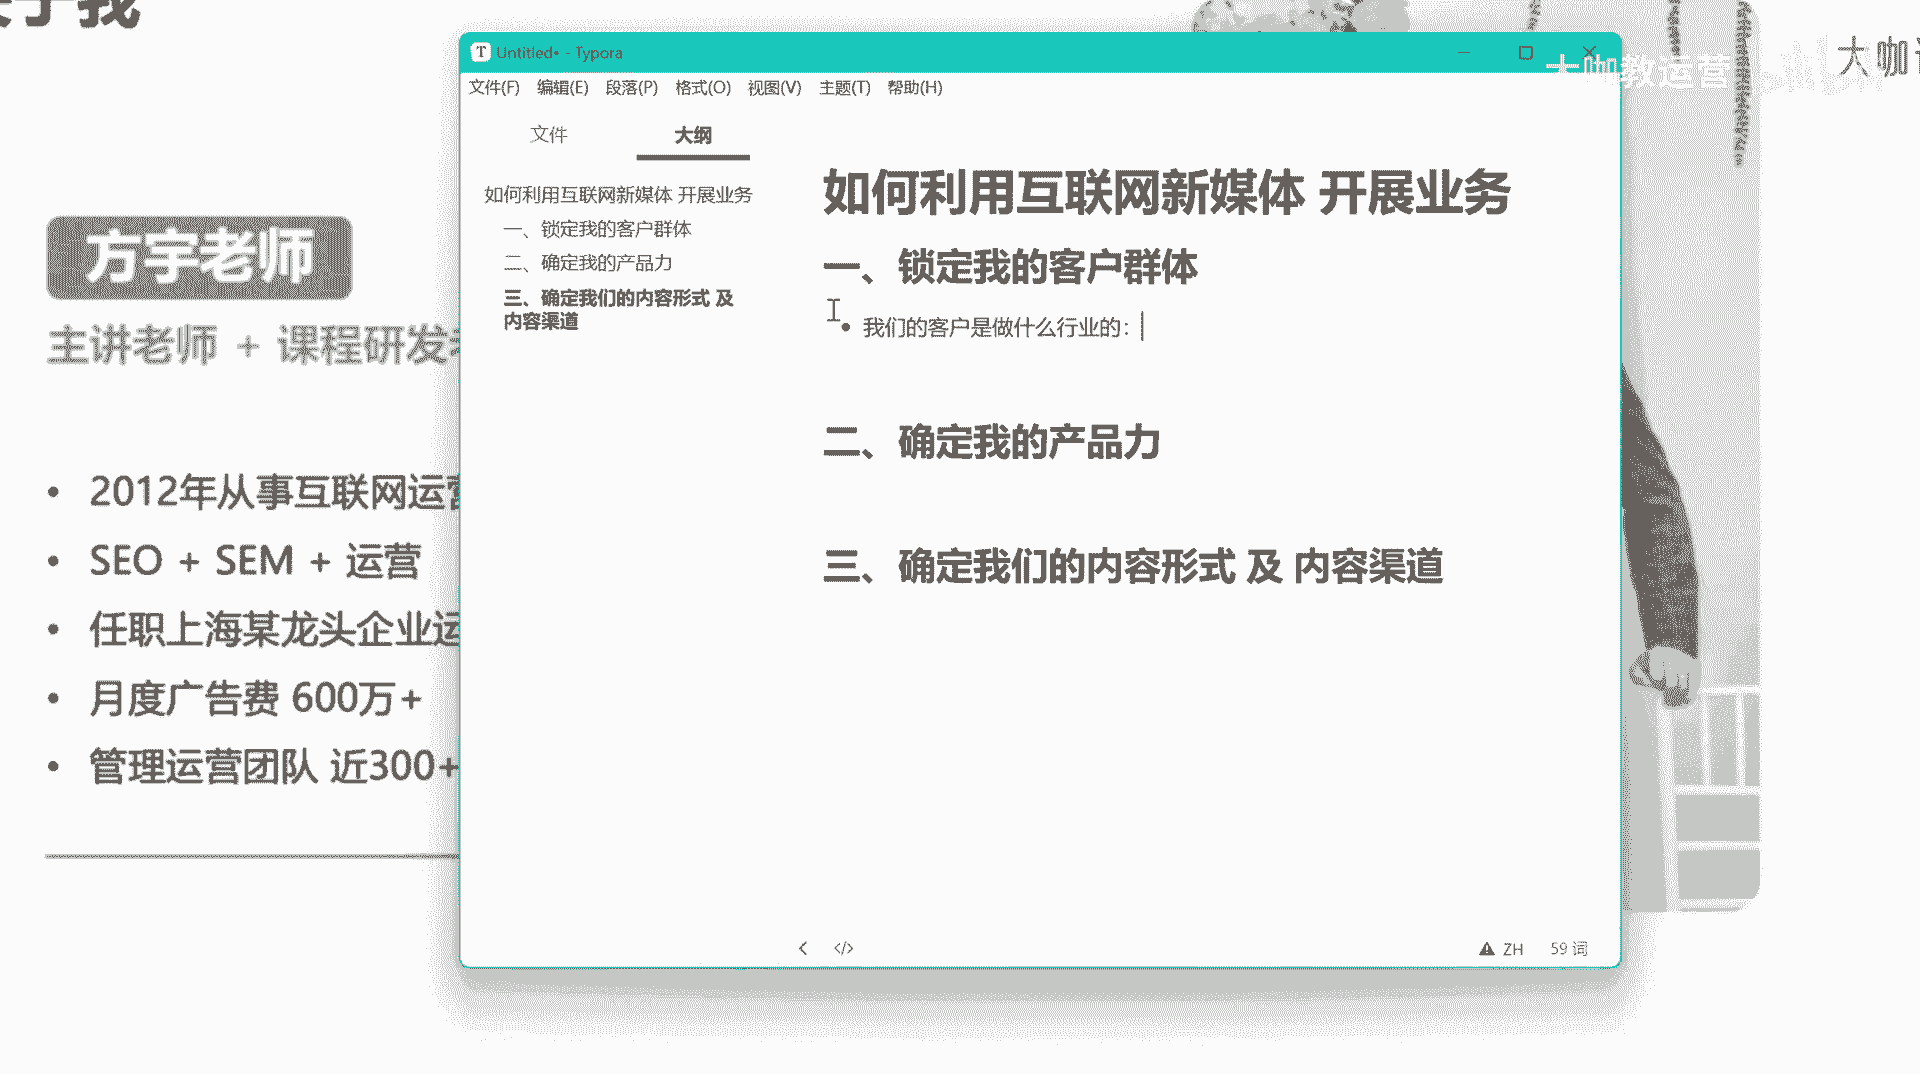 关于我
方宇老师
主讲老师 + 课程研发
2012年从事互联网运营
SEO + SEM + 运营
任职上海某龙头企业运
月度广告费 600万+
管理运营团队 近300+
大咖教运营
大咖
Untitled• - Typora
文件(F) 编辑(E) 段落(P) 格式(O) 视图(V) 主题(T) 帮助(H)
文件 大纲
如何利用互联网新媒体 开展业务
一、锁定我的客户群体
二、确定我的产品力
三、确定我们的内容形式 及
内容渠道
如何利用互联网新媒体 开展业务
一、锁定我的客户群体
我们的客户是做什么行业的：
二、确定我的产品力
三、确定我们的内容形式 及 内容渠道
ZH 59 词